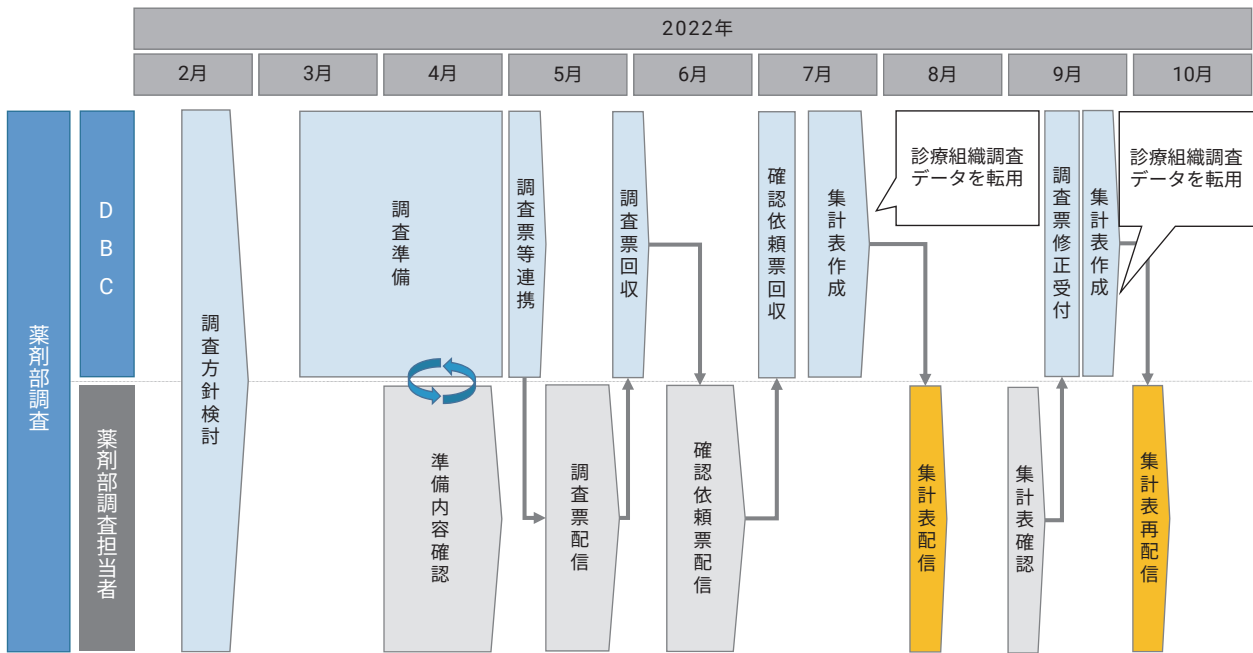 2022年
2月
3月
4月
5月
6月
7月
8月
9月
10月
薬剤部調査
DBC
薬剤部調査担当者
調査方針検討
調査準備
準備内容確認
調査票等連携
調査票配信
調査票回収
確認依頼票配信
確認依頼票回収
集計表作成
診療組織調査
データを転用
集計表配信
集計表確認
調査票修正受付
集計表作成
診療組織調査
データを転用
集計表再配信